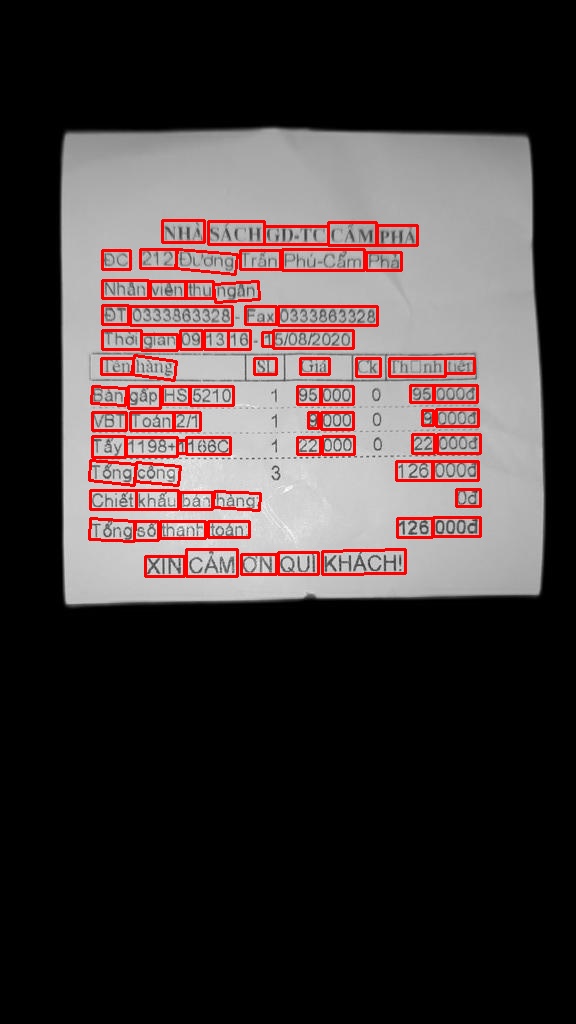 NHÀ SÁCH GD-TC CẨM PHẢ
ĐC 212 Đường Trần Phú-Cẩm Phả
Nhân viên thu ngân
ĐT 0333863328 - Fax 0333863328
Thời gian 09 13 16 - 15/08/2020
Tên hàng SL Giá Ck Th□nh tiền
Bàn gấp HS 5210 1 95 000 0 95 000đ
VBT Toán 2/1 1 9 000 0 9 000đ
Tẩy 1198+1166C 1 22 000 0 22 000đ
Tổng cộng 3 126 000đ
Chiết khấu bán hàng 0đ
Tổng số thanh toán 126 000đ
XIN CẢM ƠN QUÍ KHÁCH!